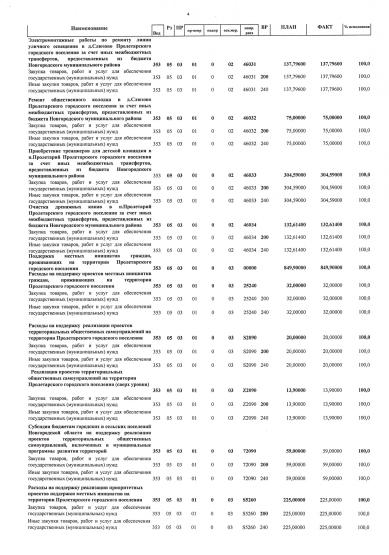 4
Наименование Вед Рз ПР ВР ПЛАН ФАКТ % исполнения
Электромонтажные работы по ремонту линии
уличного освещения в д.Слutka Пролетарского
городского поселения за счет иных межбюджетных
трансфертов, предоставленных из бюджета
Новгородского муниципального района 353 05 03 01 0 02 46031 137,79600 137,79600 100,0
Закупка товаров, работ и услуг для обеспечения
государственных (муниципальных) нужд 353 05 03 01 0 02 46031 200 137,79600 137,79600 100,0
Иные закупки товаров, работ и услуг для обеспечения
государственных (муниципальных) нужд 353 05 03 01 0 02 46031 240 137,79600 137,79600 100,0
Ремонт общественного колодца в
Пролетарского городского поселения за счет иных
межбюджетных трансфертов, предоставленных из
бюджета Новгородского муниципального района 353 05 03 01 0 02 46032 75,00000 75,00000 100,0
Закупка товаров, работ и услуг для обеспечения
государственных (муниципальных) нужд 353 05 03 01 0 02 46032 200 75,00000 75,00000 100,0
Иные закупки товаров, работ и услуг для обеспечения
государственных (муниципальных) нужд 353 05 03 01 0 02 46032 240 75,00000 75,00000 100,0
Приобретение тренажеров для детской площадки в
п.Пролетарий Пролетарского городского поселения
за счет иных межбюджетных трансфертов,
предоставленных из бюджета Новгородского
муниципального района 353 05 03 01 0 02 46033 304,59000 304,59000 100,0
Закупка товаров, работ и услуг для обеспечения
государственных (муниципальных) нужд 353 05 03 01 0 02 46033 200 304,59000 304,59000 100,0
Иные закупки товаров, работ и услуг для обеспечения
государственных (муниципальных) нужд 353 05 03 01 0 02 46033 240 304,59000 304,59000 100,0
Очистка дренажных канав в п.Пролетарий
Пролетарского городского поселения за счет иных
межбюджетных трансфертов, предоставленных из
бюджета Новгородского муниципального района 353 05 03 01 0 02 46034 132,61400 132,61400 100,0
Закупка товаров, работ и услуг для обеспечения
государственных (муниципальных) нужд 353 05 03 01 0 02 46034 200 132,61400 132,61400 100,0
Иные закупки товаров, работ и услуг для обеспечения
государственных (муниципальных) нужд 353 05 03 01 0 02 46034 240 132,61400 132,61400 100,0
Поддержка местных инициатив граждан,
проживающих на территории Пролетарского
городского поселения 353 05 03 01 0 03 00000 849,90000 849,90000 100,0
Расходы на поддержку местных инициатив
граждан, проживающих на территории
Пролетарского городского поселения 353 05 03 01 0 03 25240 32,00000 32,00000 100,0
Закупка товаров, работ и услуг для обеспечения
государственных (муниципальных) нужд 353 05 03 01 0 03 25240 200 32,00000 32,00000 100,0
Иные закупки товаров, работ и услуг для обеспечения
государственных (муниципальных) нужд 353 05 03 01 0 03 25240 240 32,00000 32,00000 100,0
Расходы на поддержку реализации проектов
территориальных общественных самоуправлений на
территории Пролетарского городского поселения 353 05 03 01 0 03 S2090 20,00000 20,00000 100,0
Закупка товаров, работ и услуг для обеспечения
государственных (муниципальных) нужд 353 05 03 01 0 03 S2090 200 20,00000 20,00000 100,0
Иные закупки товаров, работ и услуг для обеспечения
государственных (муниципальных) нужд 353 05 03 01 0 03 S2090 240 20,00000 20,00000 100,0
Реализация проектов территориальных
общественных самоуправлений на территории
Пролетарского городского поселения (сверх уровня) 353 05 03 01 0 03 Z2090 13,90000 13,90000 100,0
Закупка товаров, работ и услуг для обеспечения
государственных (муниципальных) нужд 353 05 03 01 0 03 Z2090 200 13,90000 13,90000 100,0
Иные закупки товаров, работ и услуг для обеспечения
государственных (муниципальных) нужд 353 05 03 01 0 03 Z2090 240 13,90000 13,90000 100,0
Субсидии бюджетам городских и сельских поселений
Новгородской области на поддержку реализации
проектов территориальных общественных
самоуправлений, включенных в муниципальные
программы развития территорий 353 05 03 01 0 03 72090 59,00000 59,00000 100,0
Закупка товаров, работ и услуг для обеспечения
государственных (муниципальных) нужд 353 05 03 01 0 03 72090 200 59,00000 59,00000 100,0
Иные закупки товаров, работ и услуг для обеспечения
государственных (муниципальных) нужд 353 05 03 01 0 03 72090 240 59,00000 59,00000 100,0
Расходы на поддержку реализации приоритетных
проектов поддержки местных инициатив на
территории Пролетарского городского поселения 353 05 03 01 0 03 S5260 225,00000 225,00000 100,0
Закупка товаров, работ и услуг для обеспечения
государственных (муниципальных) нужд 353 05 03 01 0 03 S5260 200 225,00000 225,00000 100,0
Иные закупки товаров, работ и услуг для обеспечения
государственных (муниципальных) нужд 353 05 03 01 0 03 S5260 240 225,00000 225,00000 100,0